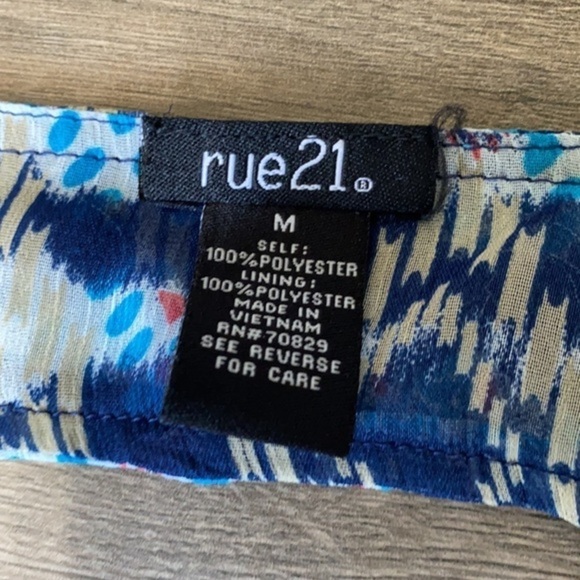 rue21®
M
SELF:
100%POLYESTER
LINING:
100%POLYESTER
MADE IN
VIETNAM
RN#70829
SEE REVERSE
FOR CARE